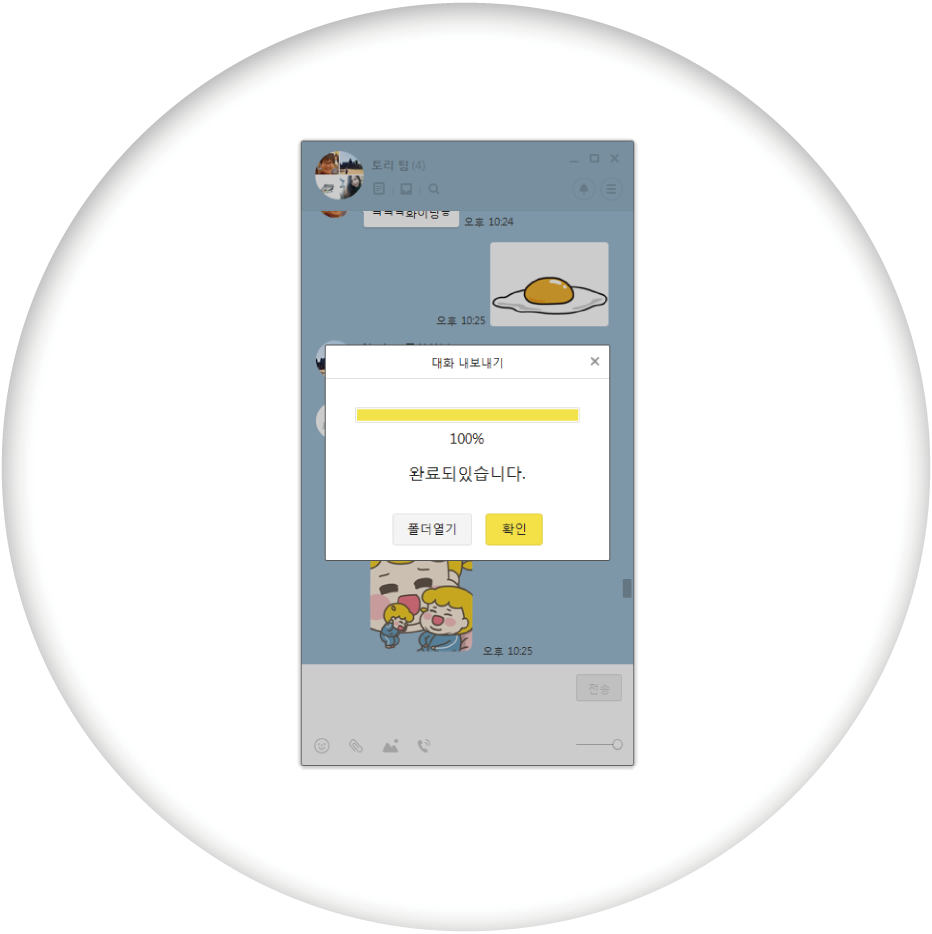 토리 팀 (4)
ㅋㅋㅋ화이팅ㅎ
오후 10:24
오후 10:25
대화 내보내기
100%
완료되있습니다.
폴더열기
확인
오후 10:25
전송